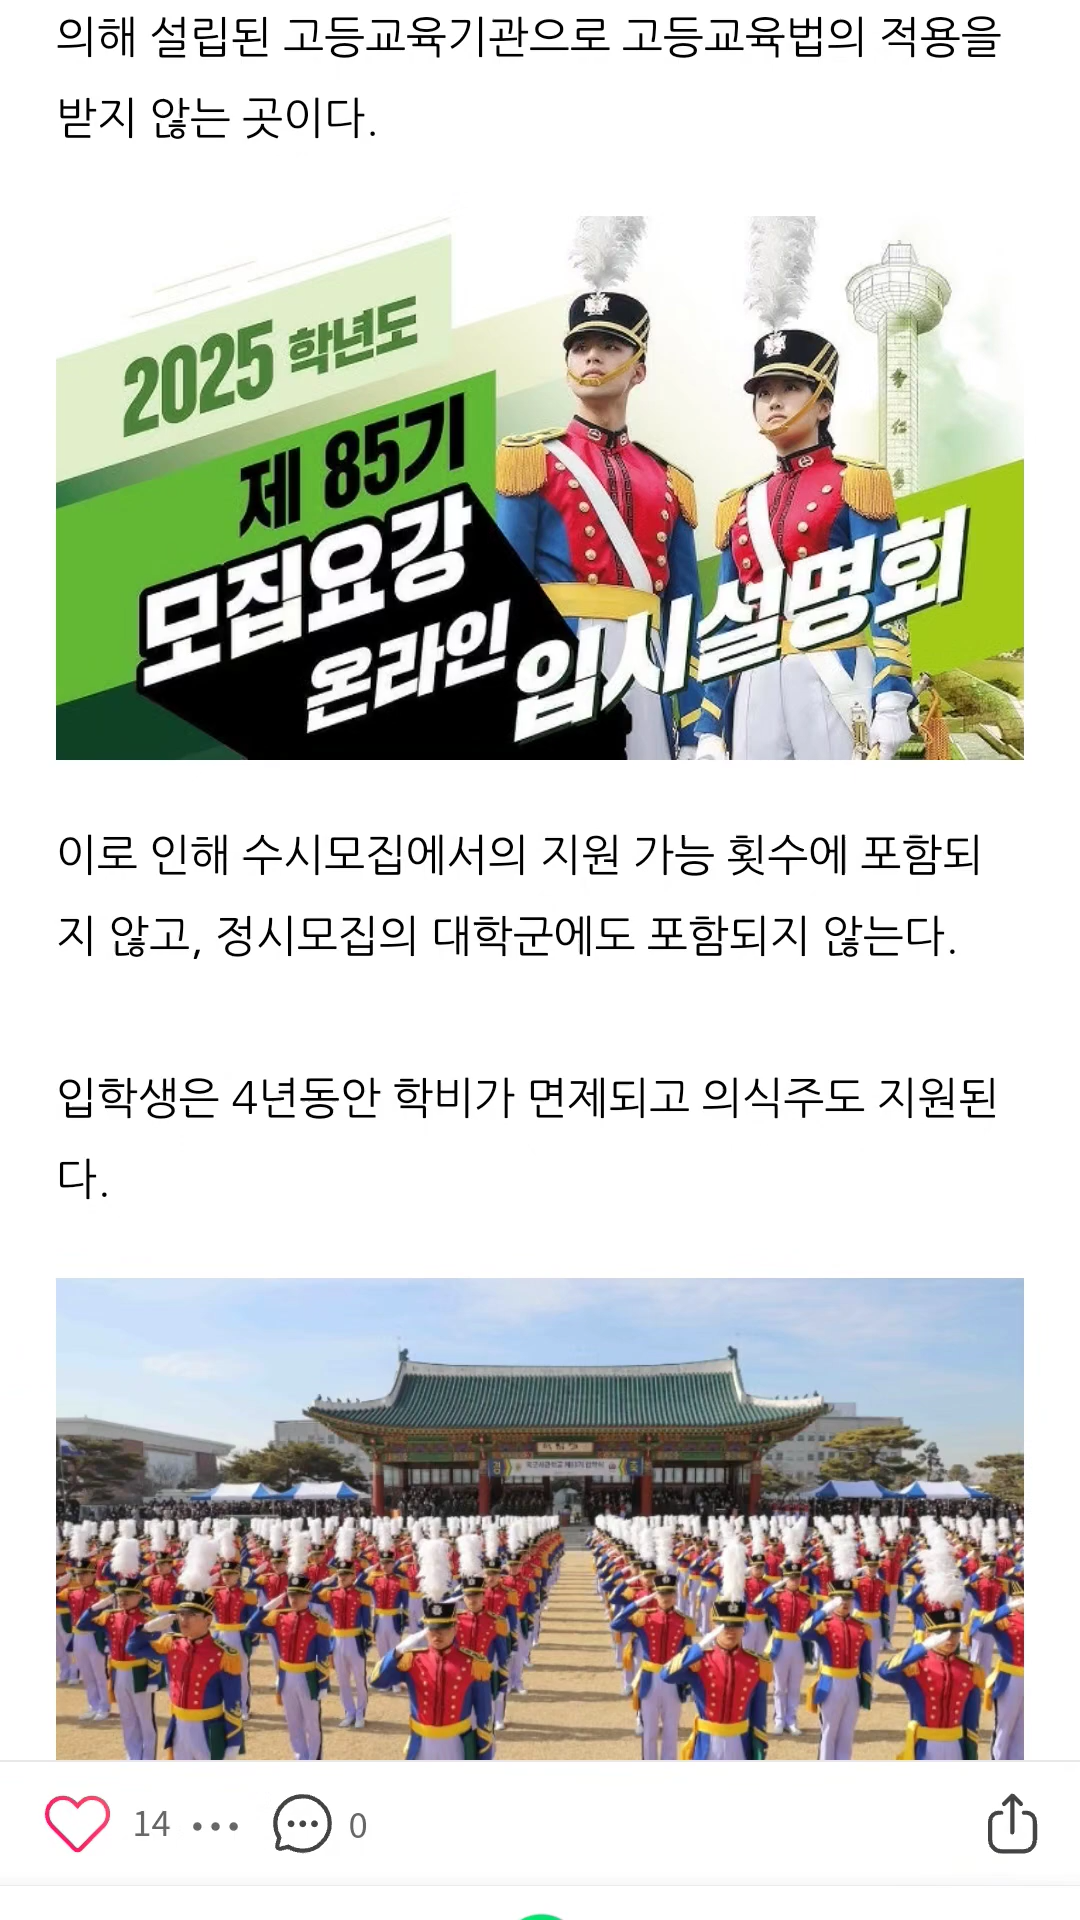 의해 설립된 고등교육기관으로 고등교육법의 적용을
받지 않는 곳이다.
2025 학년도
제 85기
모집요강
온라인 입시설명회
이로 인해 수시모집에서의 지원 가능 횟수에 포함되
지 않고, 정시모집의 대학군에도 포함되지 않는다.
입학생은 4년동안 학비가 면제되고 의식주도 지원된
다.
경
축
14
0